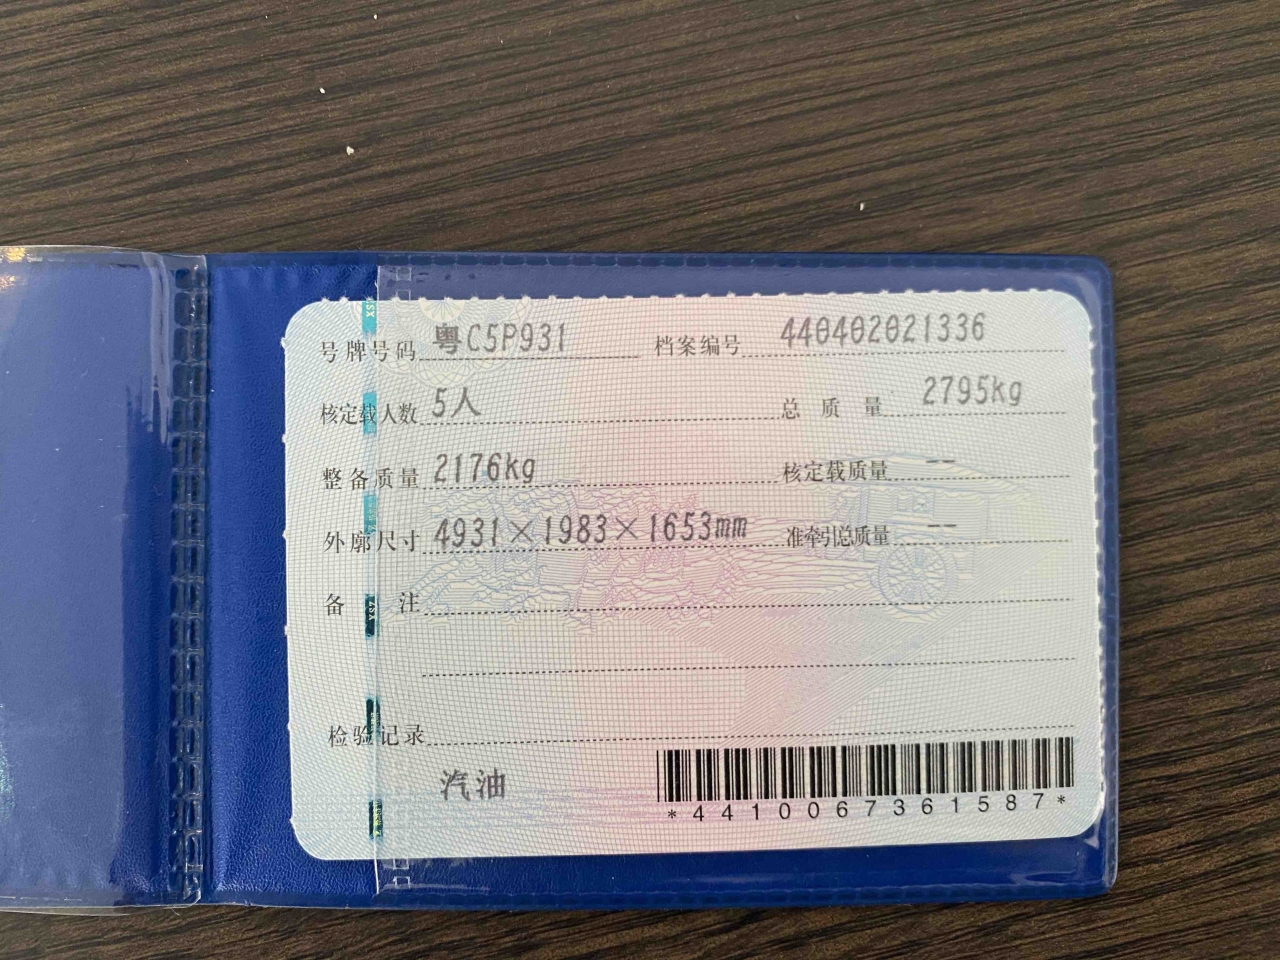 号牌号码 粤C5P931 档案编号 440402021336
核定载人数 5人 总质量 2795kg
整备质量 2176kg 核定载质量 --
外廓尺寸 4931×1983×1653mm 准牵引总质量 --
备注
检验记录
汽油
*4410067361587*